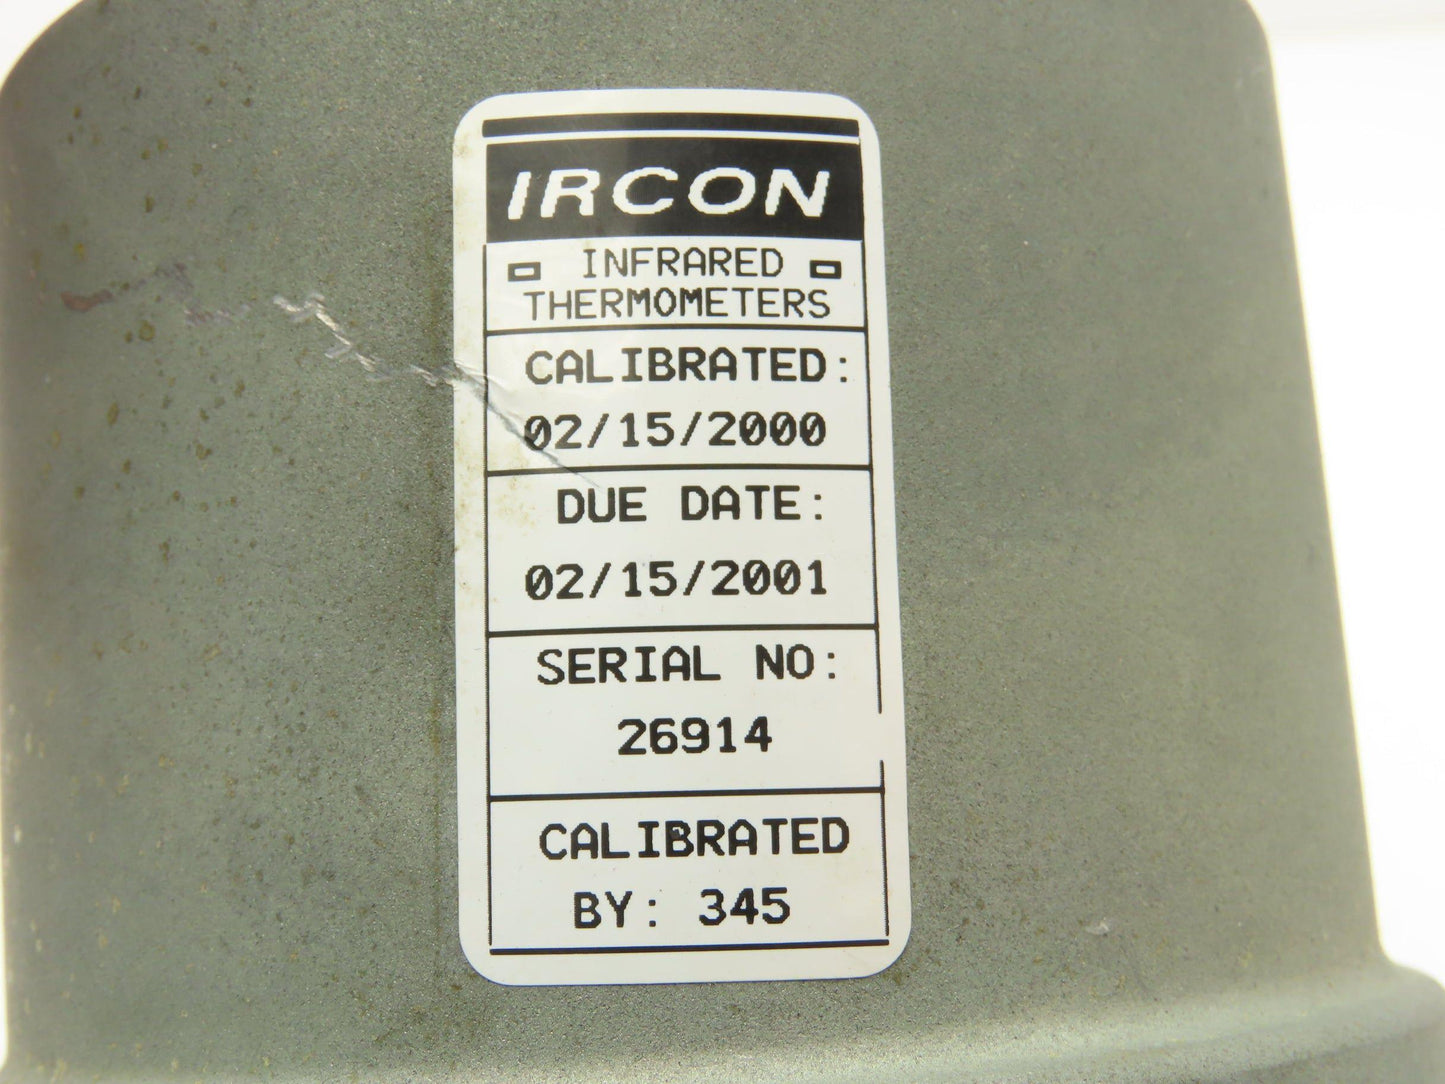 IRCON
INFRARED
THERMOMETERS
CALIBRATED:
02/15/2000
DUE DATE:
02/15/2001
SERIAL NO:
26914
CALIBRATED
BY: 345